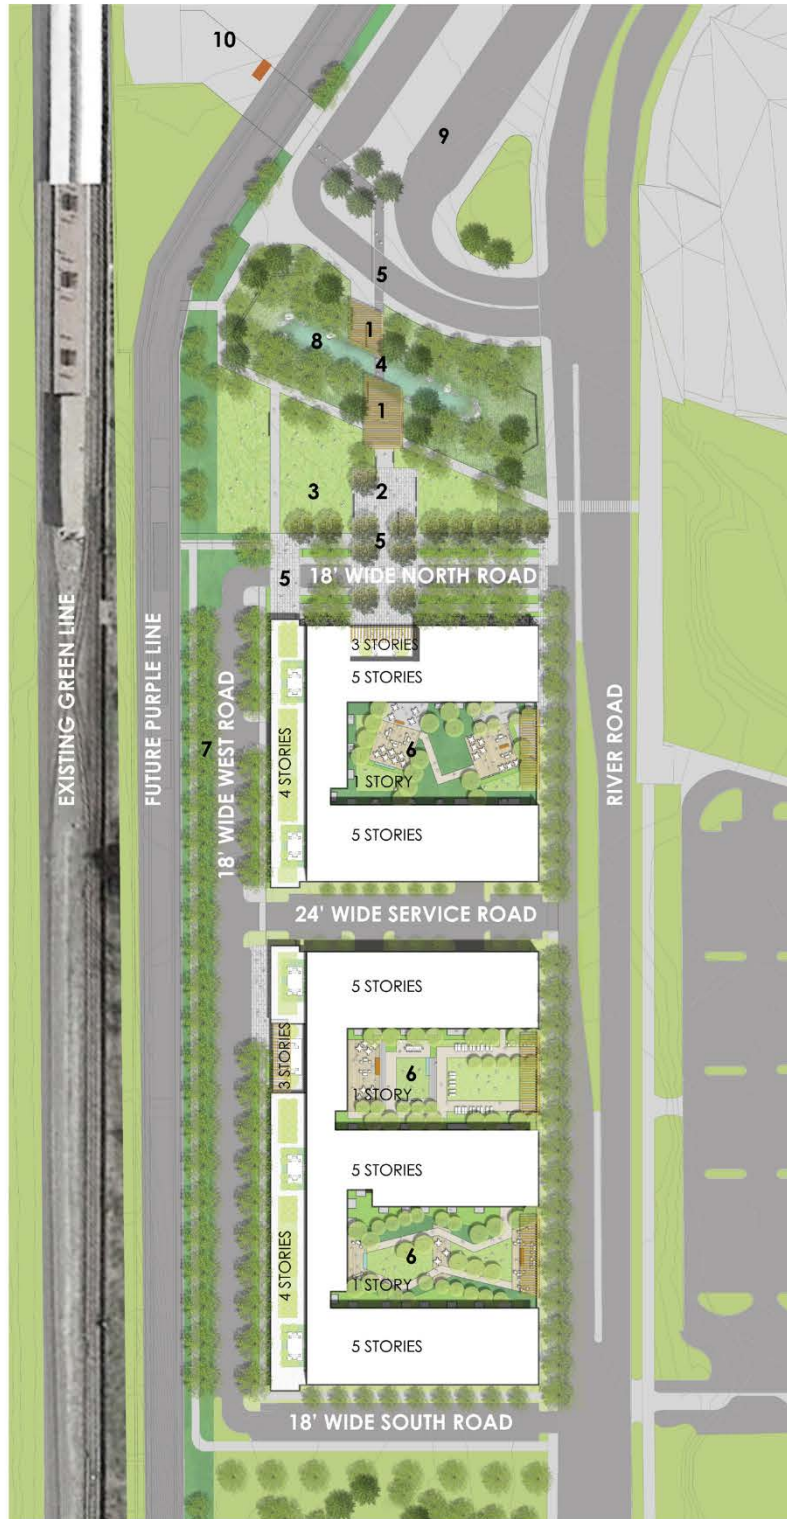 10
9
5
1
8
4
1
3
2
5
5
18' WIDE NORTH ROAD
3 STORIES
5 STORIES
EXISTING GREEN LINE
FUTURE PURPLE LINE
7
18' WIDE WEST ROAD
4 STORIES
6
1 STORY
RIVER ROAD
5 STORIES
24' WIDE SERVICE ROAD
5 STORIES
3 STORIES
6
1 STORY
5 STORIES
4 STORIES
6
1 STORY
5 STORIES
18' WIDE SOUTH ROAD